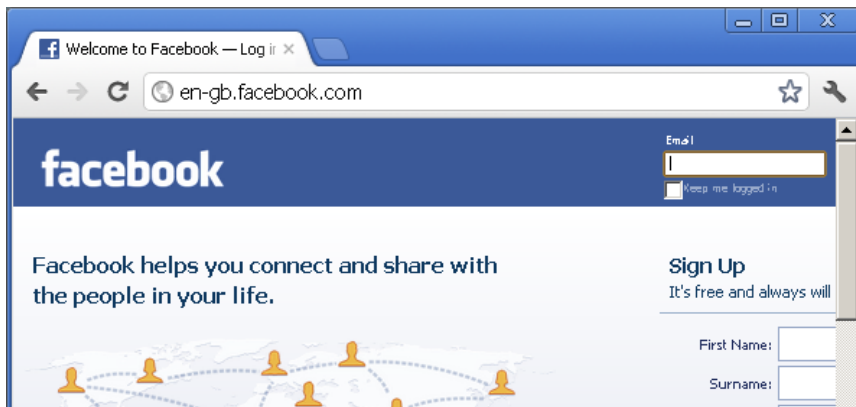 Welcome to Facebook — Log in
en-gb.facebook.com
facebook
Email
Keep me logged in
Facebook helps you connect and share with
the people in your life.
Sign Up
It's free and always will
First Name:
Surname: